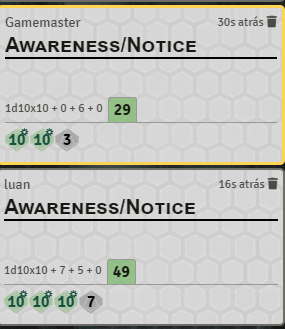 Gamemaster 30s atrás
Awareness/Notice
1d10x10 + 0 + 6 + 0 29
10 10 3
luan 16s atrás
Awareness/Notice
1d10x10 + 7 + 5 + 0 49
10 10 10 7